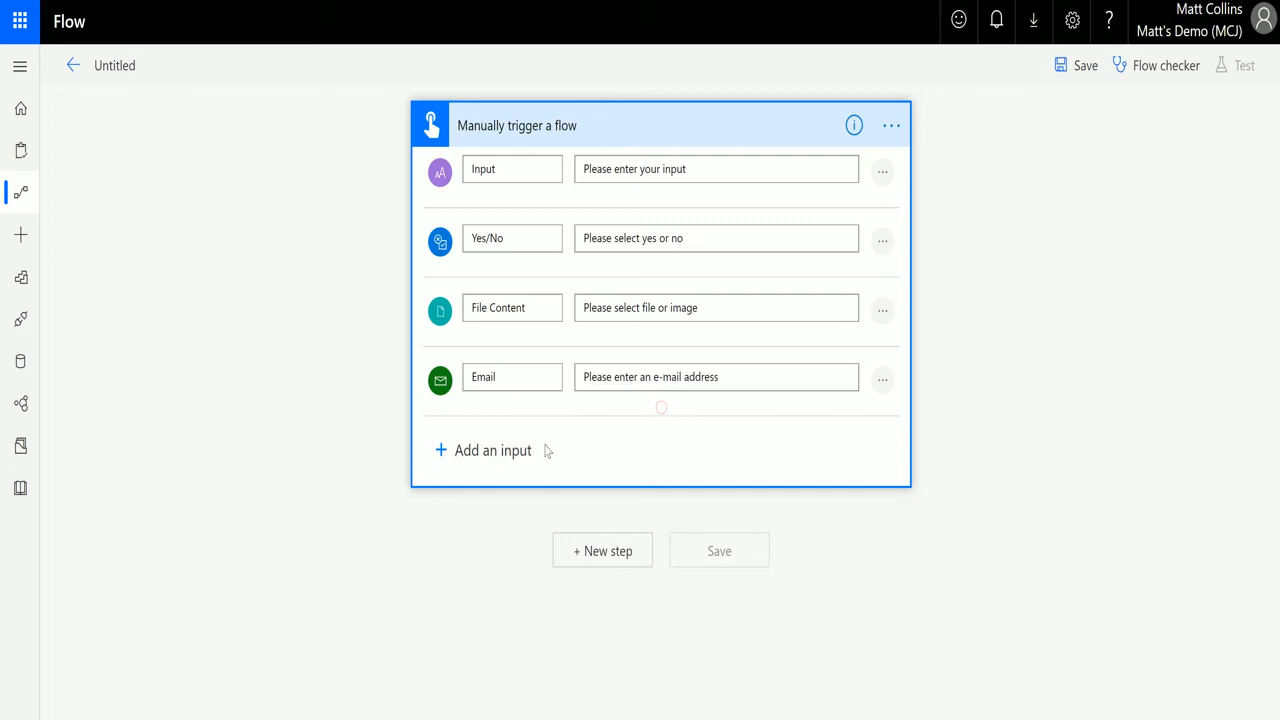 Flow
?
Matt Collins
Matt's Demo (MCJ)
Untitled
Save
Flow checker
Test
Manually trigger a flow
AA
Input
Please enter your input
Yes/No
Please select yes or no
File Content
Please select file or image
Email
Please enter an e-mail address
+ Add an input
+ New step
Save